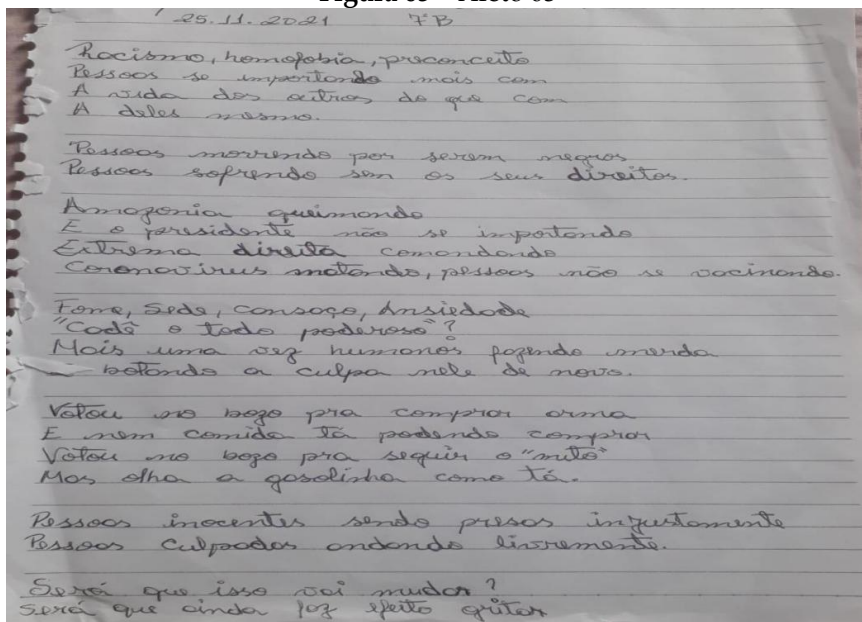 25.11.2021 7ºB
Racismo, homofobia, preconceito
Pessoas se importando mais com
A vida dos outros do que com
A deles mesmo.
Pessoas morrendo por serem negros
Pessoas sofrendo sem os seus direitos.
Amazonia queimando
E o presidente não se importando
Extrema direita comandando
Coronavirus matando, pessoas não se vacinando.
Fome, Sede, cansaço, Ansiedade
"Cadê o todo poderoso"?
Mais uma vez humanos fazendo merda
botando a culpa nele de novo.
Votou no bozo pra comprar arma
E nem comida tá podendo comprar
Votou no bozo pra seguir o "mito"
Mas olha a gasolinha como tá.
Pessoas inocentes sendo presas injustamente
Pessoas culpadas andando livremente.
Será que isso vai mudar?
Será que ainda faz efeito gritar